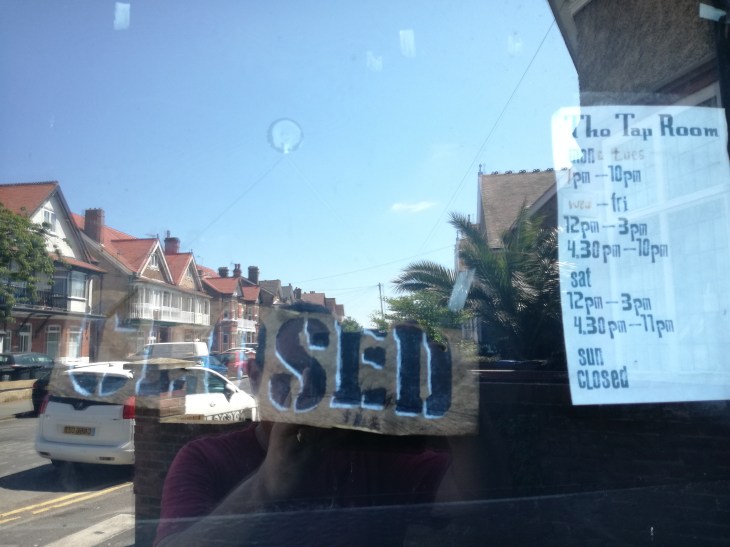 The Tap Room
mon & tues
7pm – 10pm
wed – fri
12pm – 3pm
4.30pm – 10pm
sat
12pm – 3pm
4.30pm – 11pm
sun
closed
CLOSED